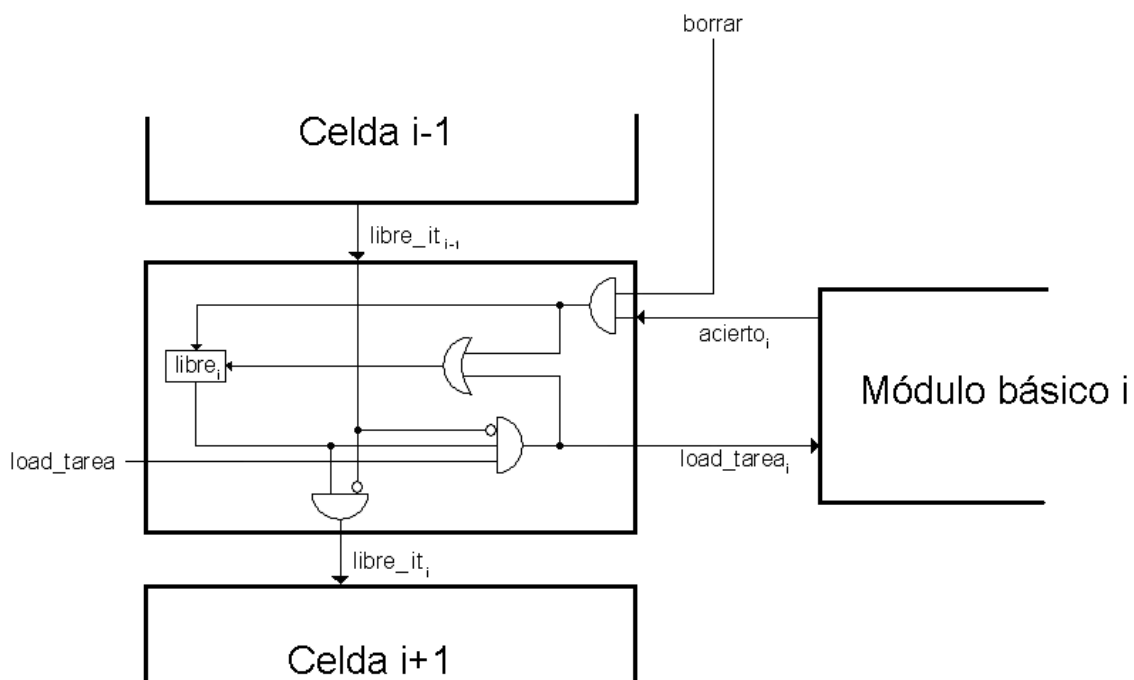 borrar
Celda i-1
libre_it i-1
acierto i
libre i
Módulo básico i
load_tarea
load_tarea i
libre_it i
Celda i+1